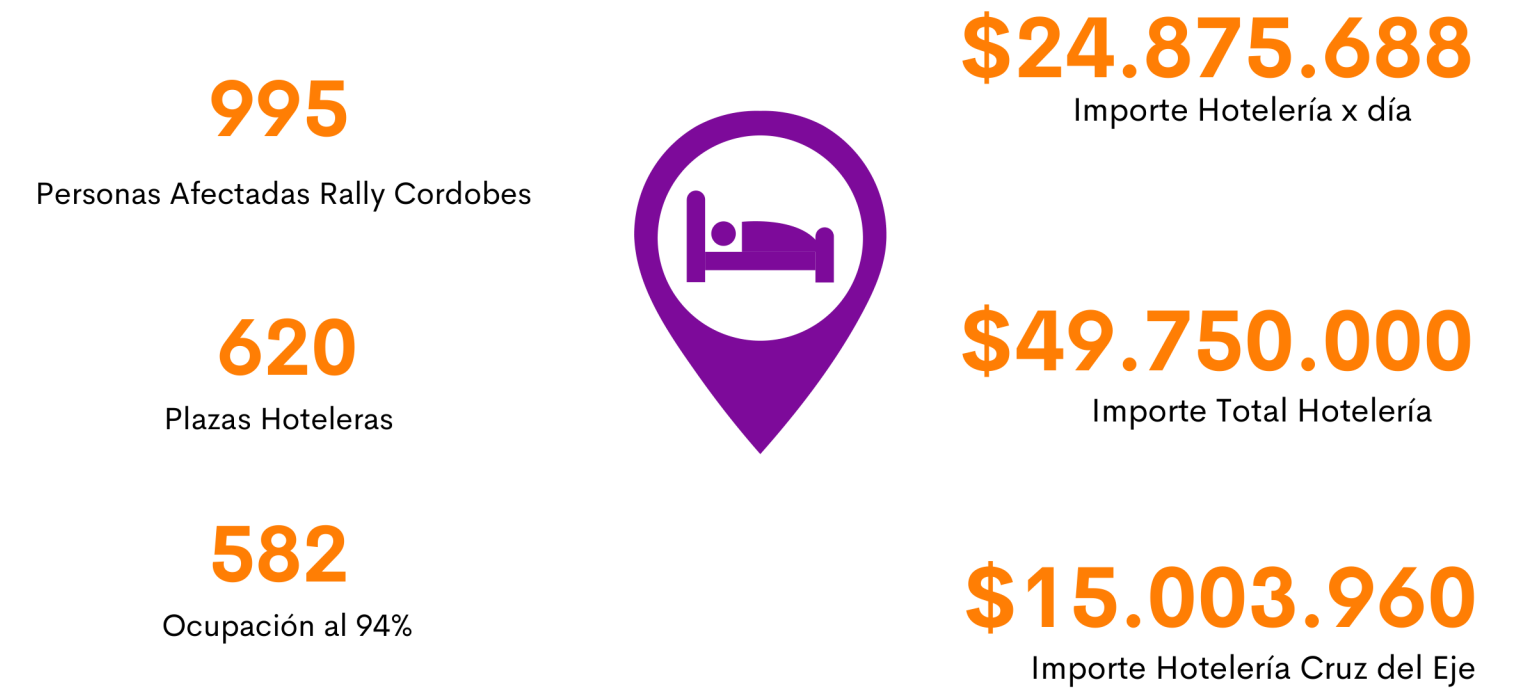 995
Personas Afectadas Rally Cordobes
620
Plazas Hoteleras
582
Ocupación al 94%
$24.875.688
Importe Hotelería x día
$49.750.000
Importe Total Hotelería
$15.003.960
Importe Hotelería Cruz del Eje